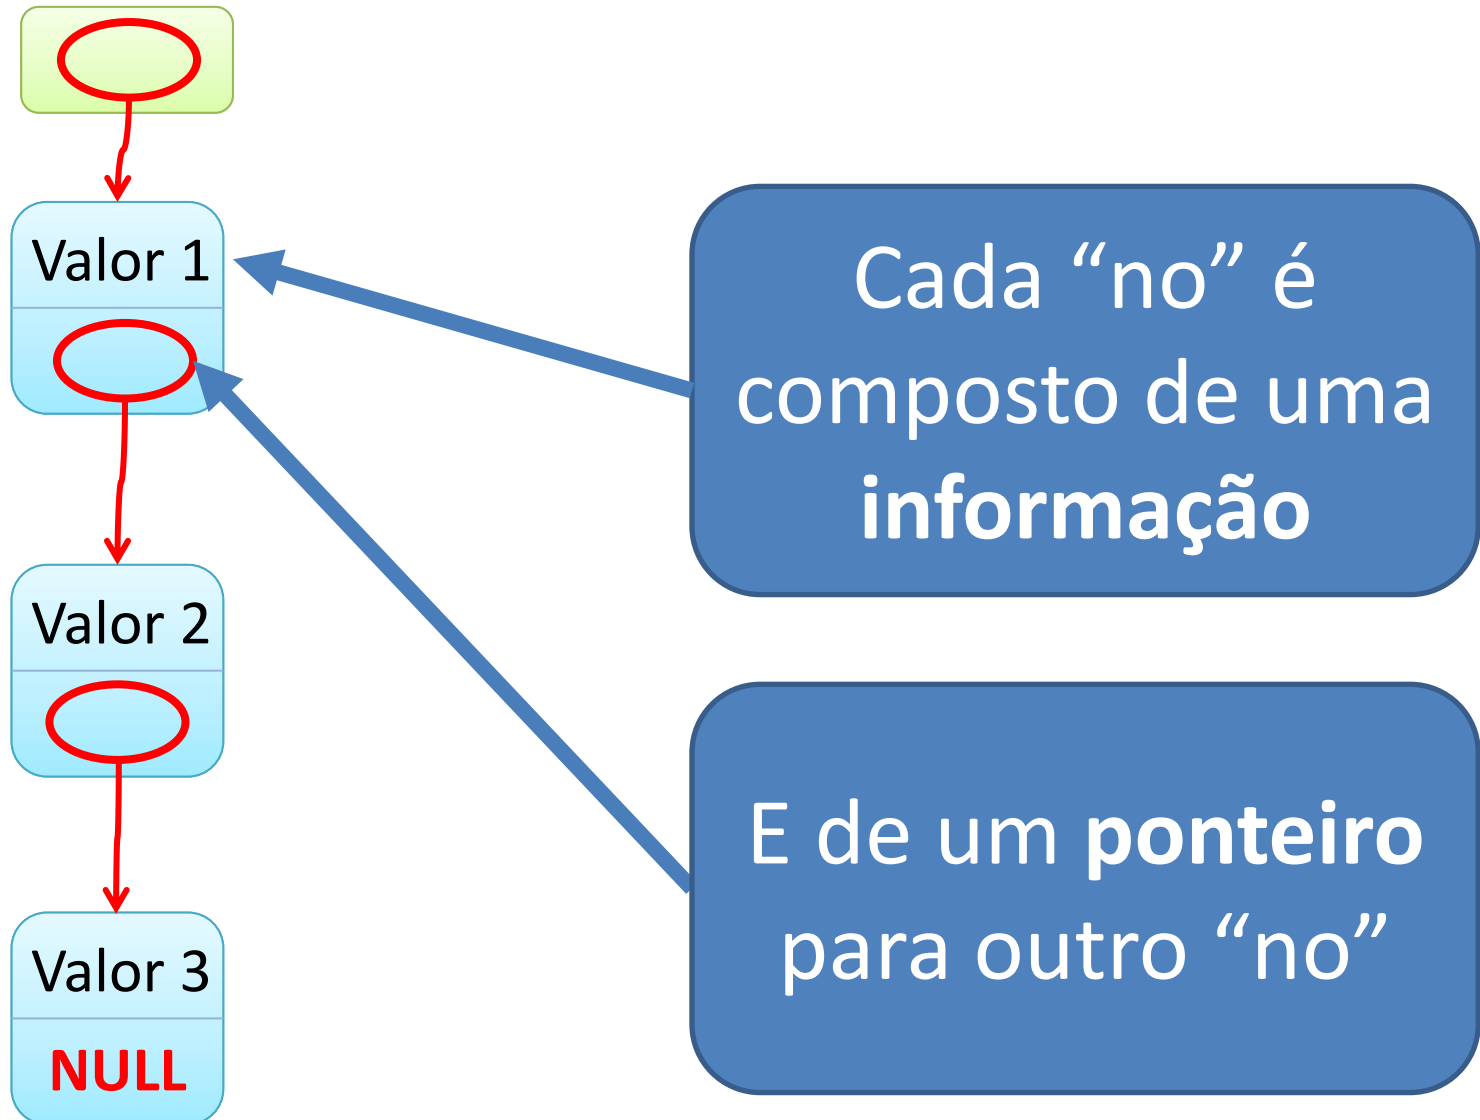 Valor 1
Cada “no” é
composto de uma
informação
Valor 2
E de um ponteiro
para outro “no”
Valor 3
NULL